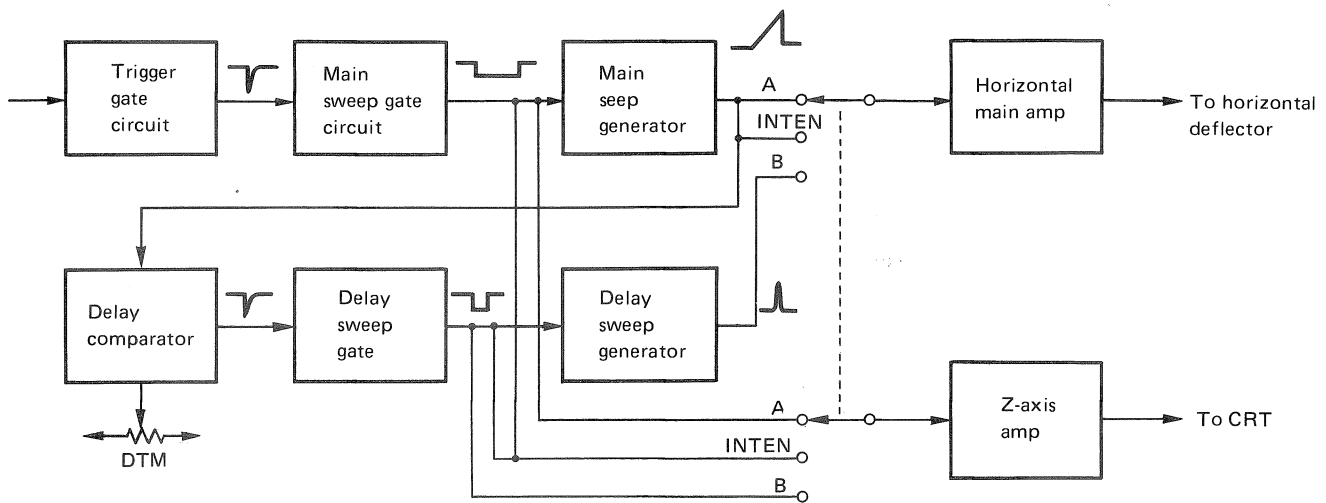 Trigger
gate
circuit
Main
sweep gate
circuit
Main
seep
generator
A
INTEN
B
Horizontal
main amp
To horizontal
deflector
Delay
comparator
DTM
Delay
sweep
gate
Delay
sweep
generator
A
INTEN
B
Z-axis
amp
To CRT